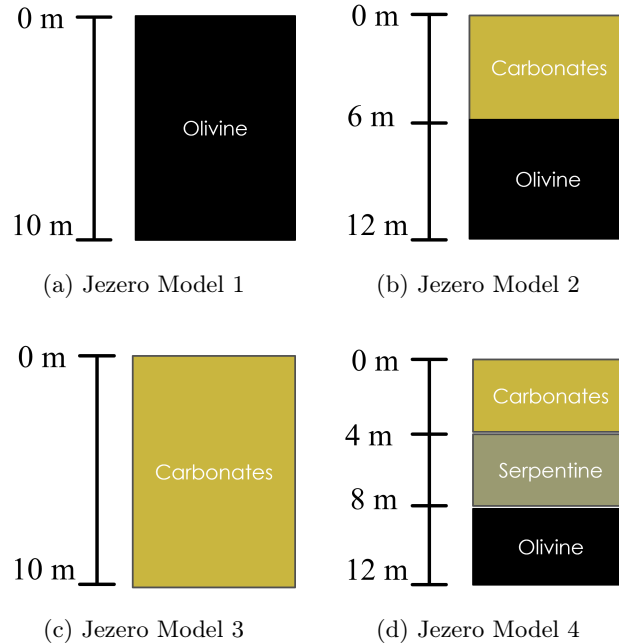 0 m
Olivine
10 m
(a) Jezero Model 1
0 m
Carbonates
6 m
Olivine
12 m
(b) Jezero Model 2
0 m
Carbonates
10 m
(c) Jezero Model 3
0 m
Carbonates
4 m
Serpentine
8 m
Olivine
12 m
(d) Jezero Model 4